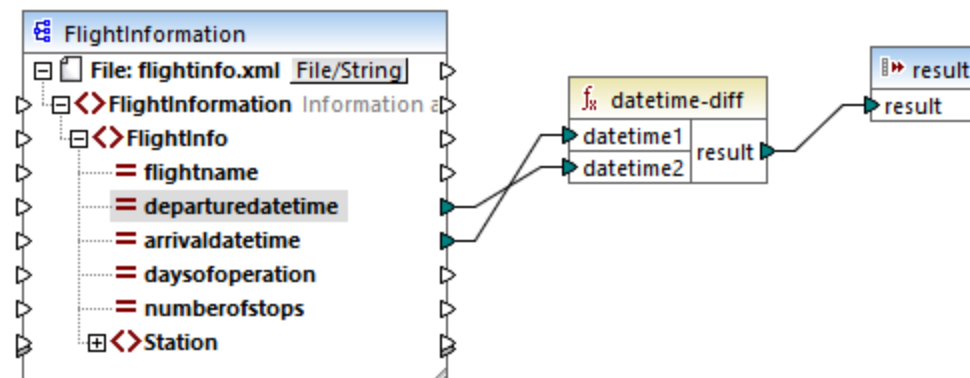 FlightInformation
File: flightinfo.xml File/String
FlightInformation Information a
FlightInfo
flightname
departuredatetime
arrivaldatetime
daysofoperation
numberofstops
Station
datetime-diff
datetime1
datetime2
result
result
result